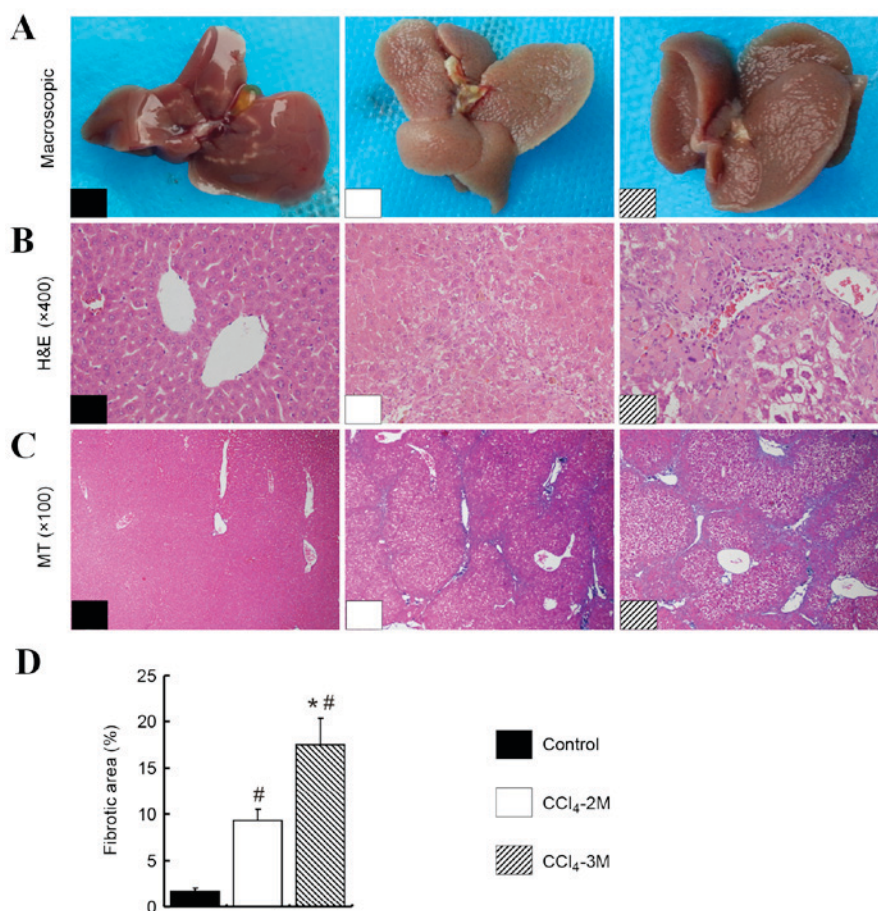 A
Macroscopic
B
H&E (×400)
C
MT (×100)
D
Fibrotic area (%)
25
20
15
10
5
0
#
* #
Control
CCl₄-2M
CCl₄-3M